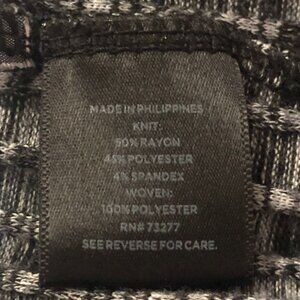 MADE IN PHILIPPINES
KNIT:
50% RAYON
46% POLYESTER
4% SPANDEX
WOVEN:
100% POLYESTER
RN# 73277
SEE REVERSE FOR CARE.